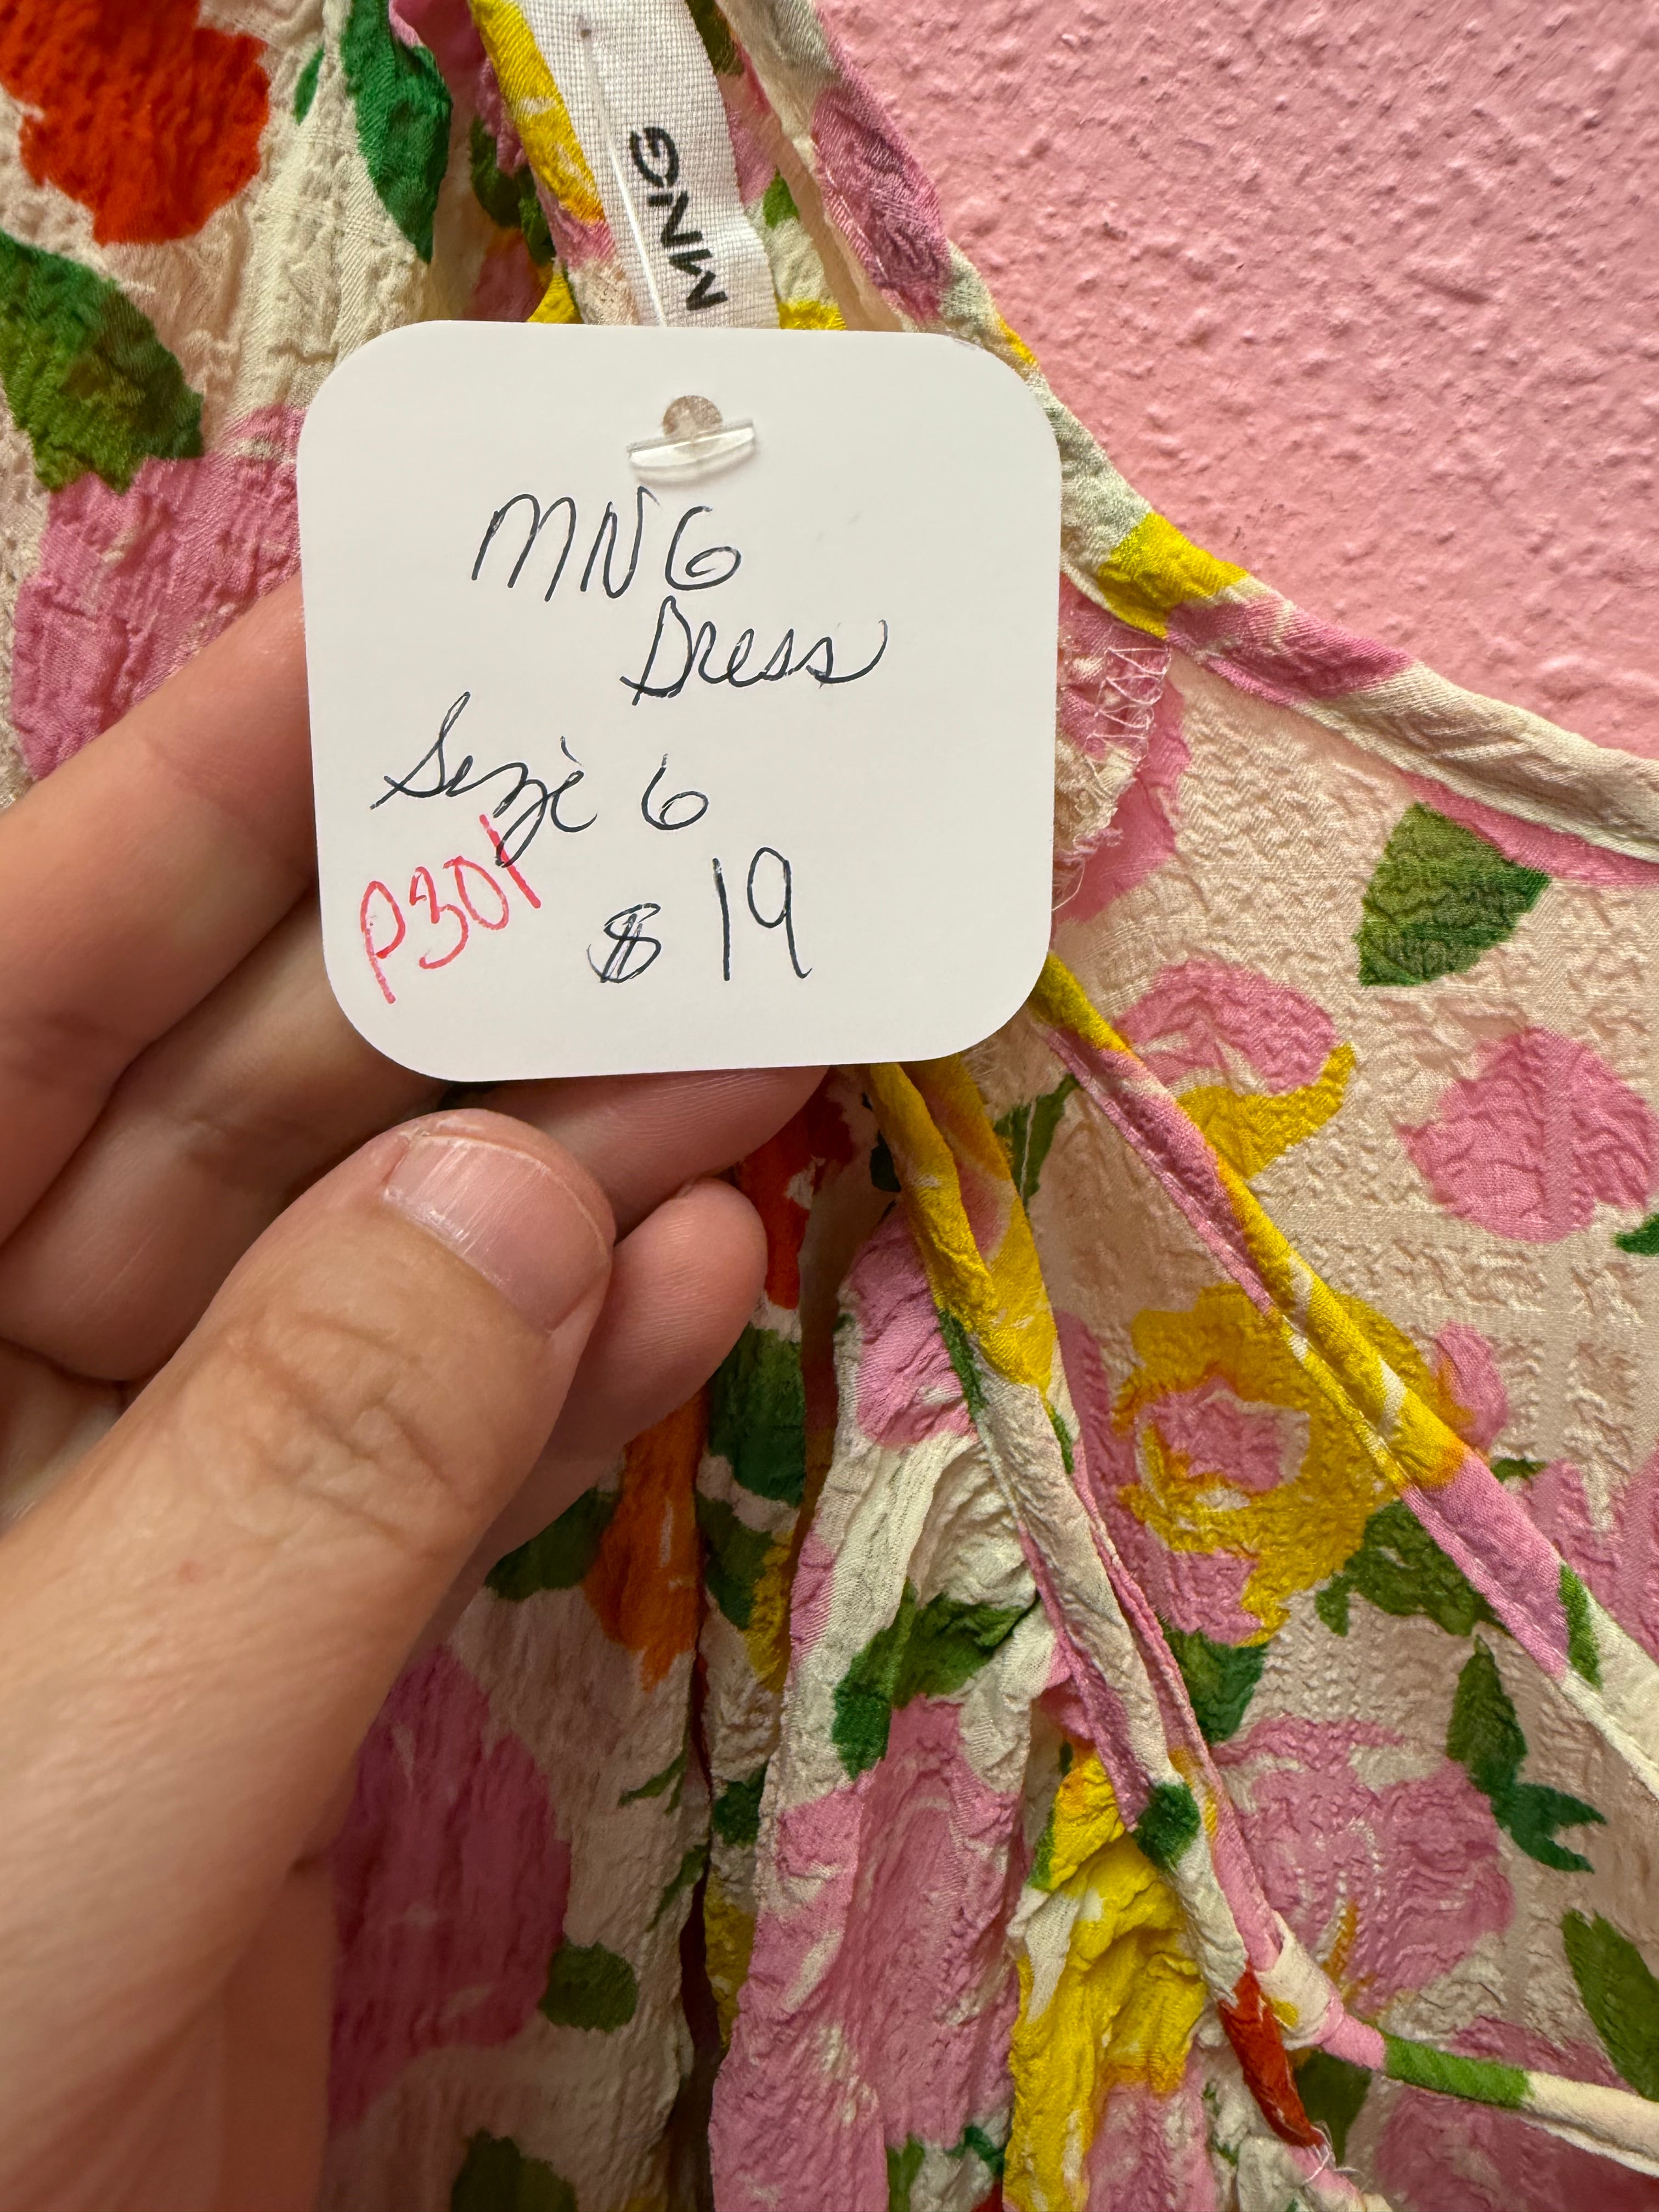 MNG
MNG
Dress
Size 6
P301
$19